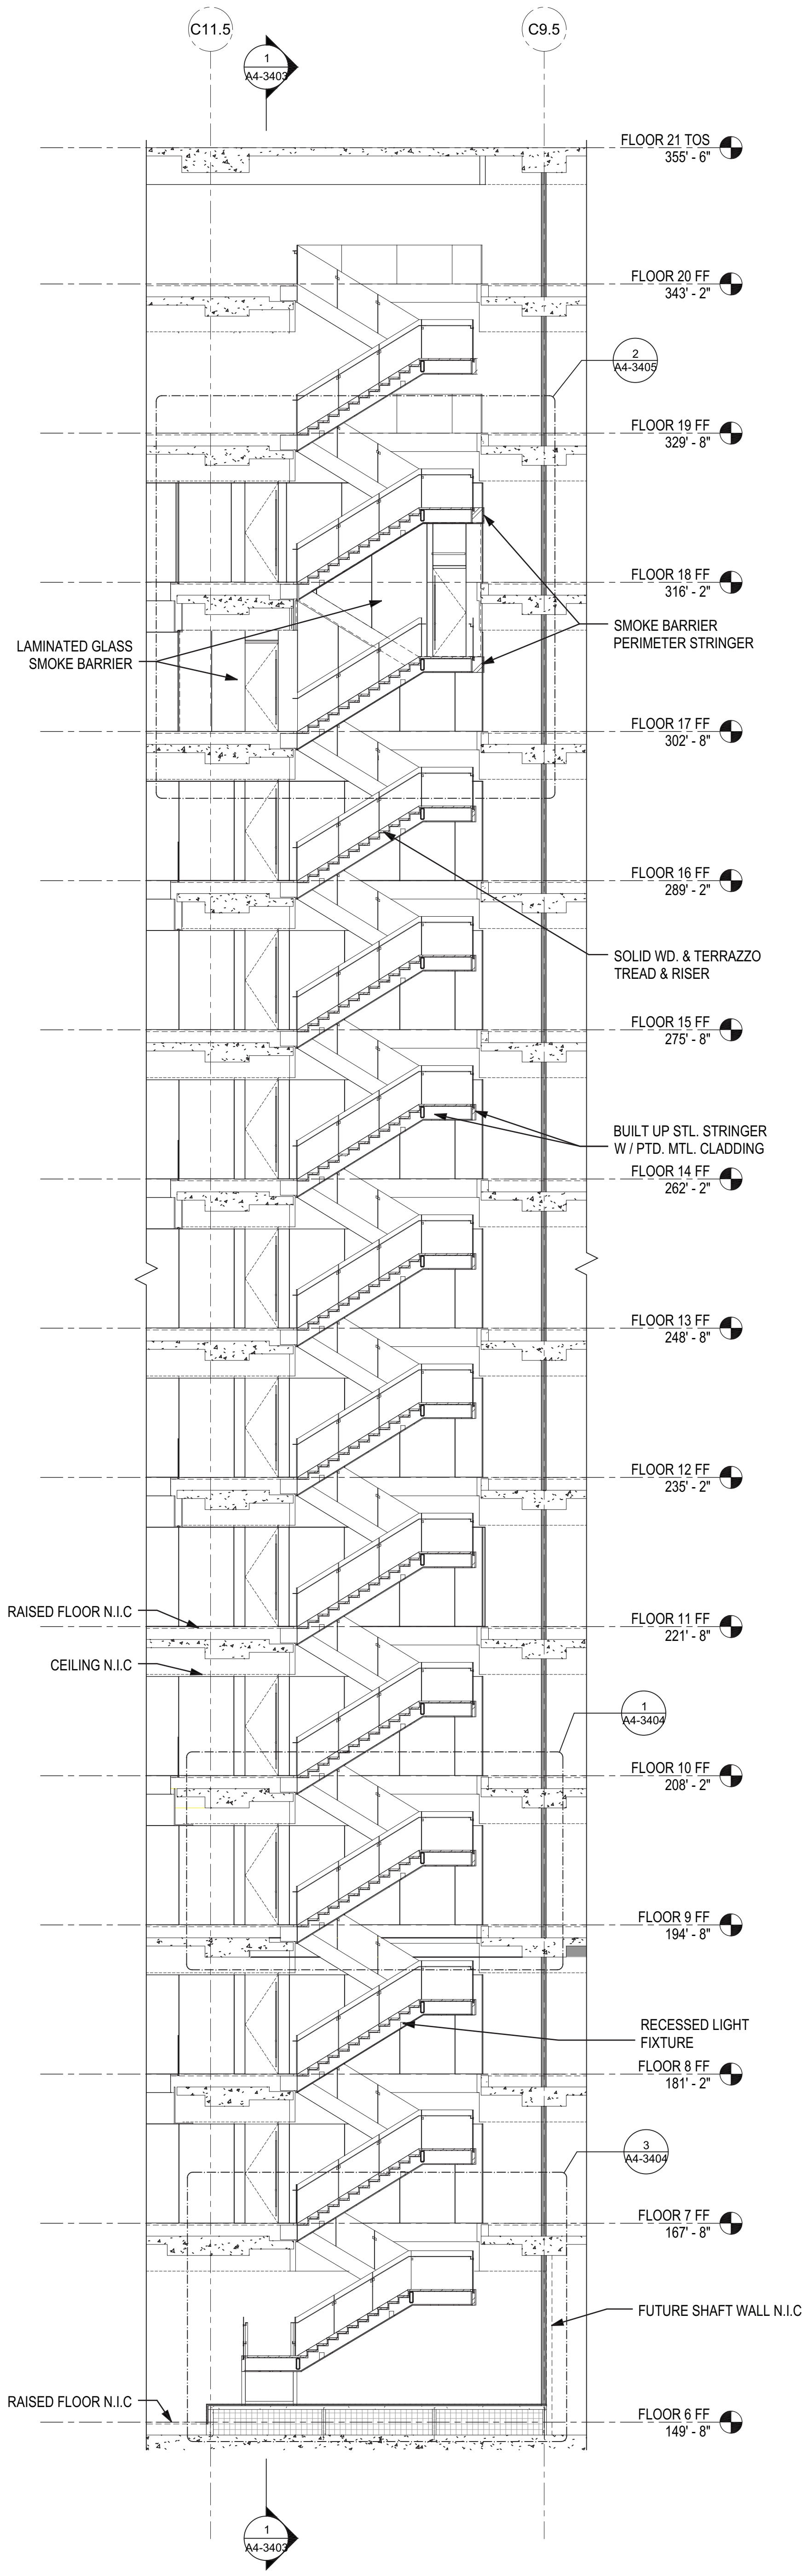 C11.5
C9.5
1
A4-3403
FLOOR 21 TOS
355' - 6"
FLOOR 20 FF
343' - 2"
2
A4-3405
FLOOR 19 FF
329' - 8"
FLOOR 18 FF
316' - 2"
SMOKE BARRIER
PERIMETER STRINGER
LAMINATED GLASS
SMOKE BARRIER
FLOOR 17 FF
302' - 8"
FLOOR 16 FF
289' - 2"
SOLID WD. & TERRAZZO
TREAD & RISER
FLOOR 15 FF
275' - 8"
BUILT UP STL. STRINGER
W / PTD. MTL. CLADDING
FLOOR 14 FF
262' - 2"
FLOOR 13 FF
248' - 8"
FLOOR 12 FF
235' - 2"
RAISED FLOOR N.I.C
FLOOR 11 FF
221' - 8"
CEILING N.I.C
1
A4-3404
FLOOR 10 FF
208' - 2"
FLOOR 9 FF
194' - 8"
RECESSED LIGHT
FIXTURE
FLOOR 8 FF
181' - 2"
3
A4-3404
FLOOR 7 FF
167' - 8"
FUTURE SHAFT WALL N.I.C
RAISED FLOOR N.I.C
FLOOR 6 FF
149' - 8"
1
A4-3403